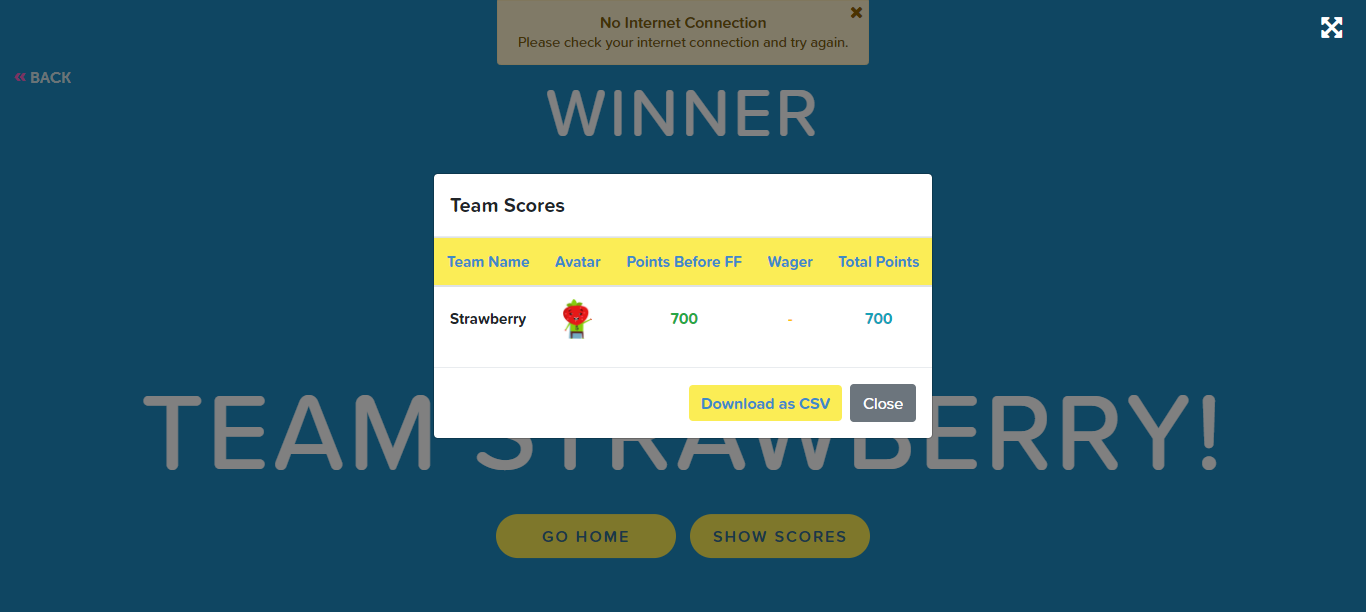 No Internet Connection
Please check your internet connection and try again.
« BACK
WINNER
Team Scores
Team Name Avatar Points Before FF Wager Total Points
Strawberry 700 - 700
Download as CSV Close
TEAM STRAWBERRY!
GO HOME SHOW SCORES